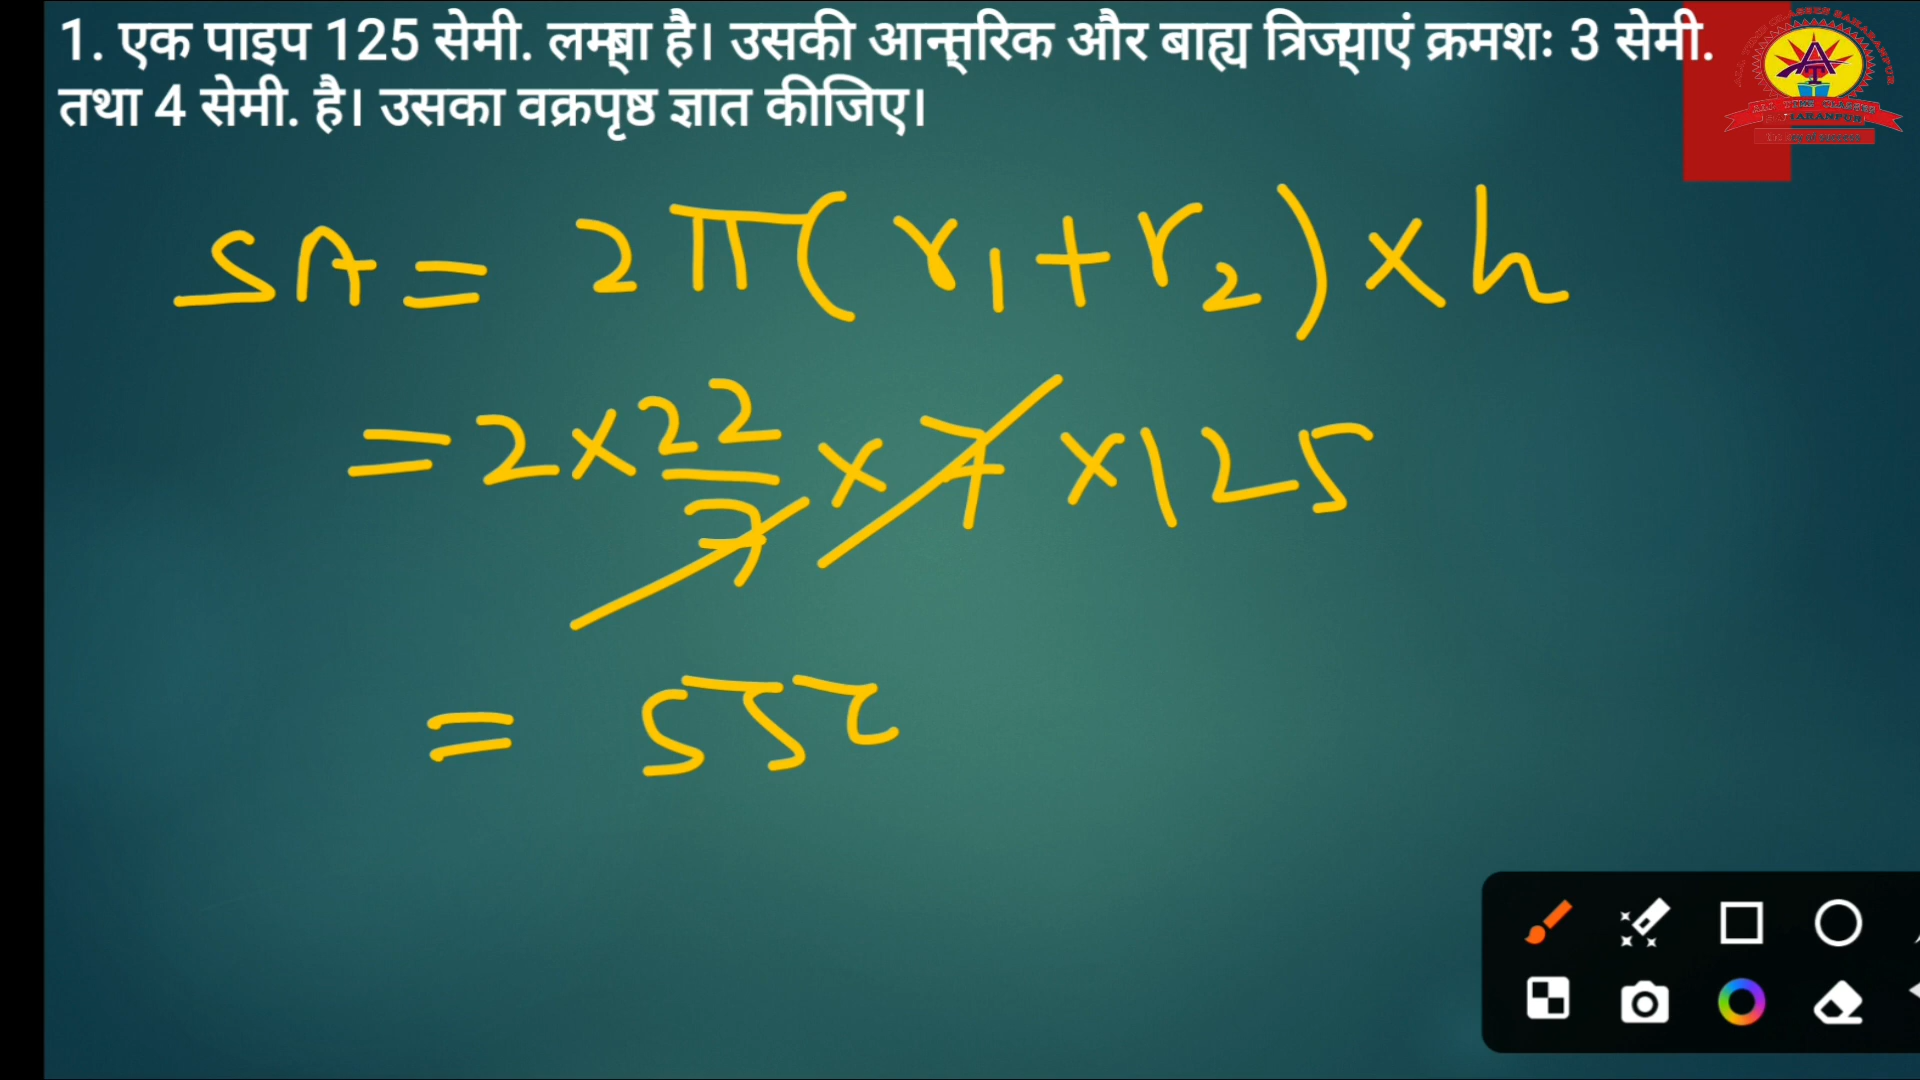 1. एक पाइप 125 सेमी. लम्बा है। उसकी आन्तरिक और बाह्य त्रिज्याएं क्रमशः 3 सेमी.
तथा 4 सेमी. है। उसका वक्रपृष्ठ ज्ञात कीजिए।
SA = 2π(r₁+r₂)×h
= 2×22/7×7×125
= 55